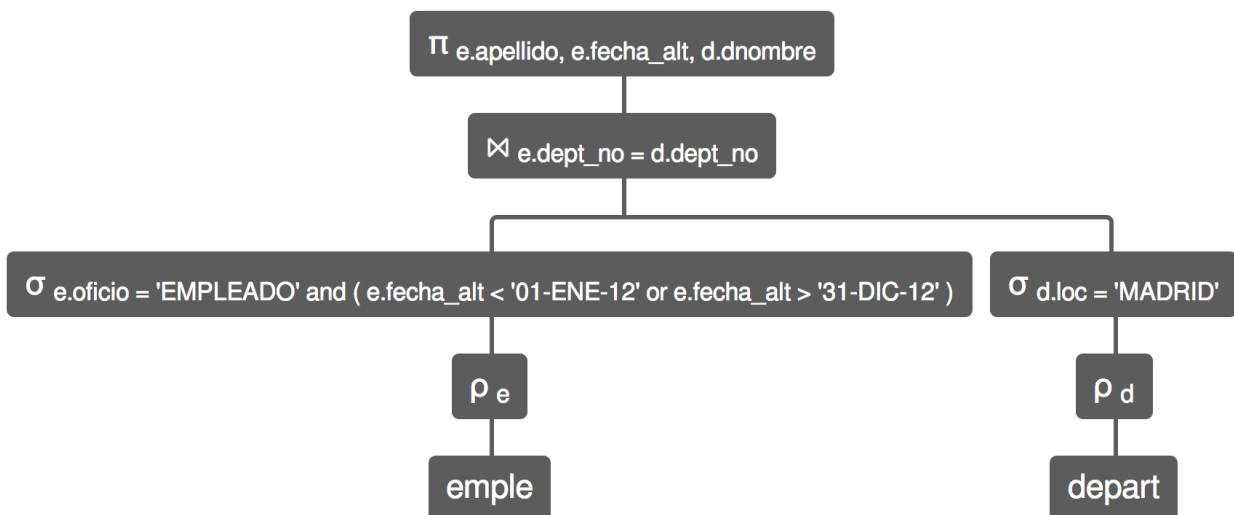 π e.apellido, e.fecha_alt, d.dnombre
⋈ e.dept_no = d.dept_no
σ e.oficio = 'EMPLEADO' and ( e.fecha_alt < '01-ENE-12' or e.fecha_alt > '31-DIC-12' )
σ d.loc = 'MADRID'
ρ e
ρ d
emple
depart